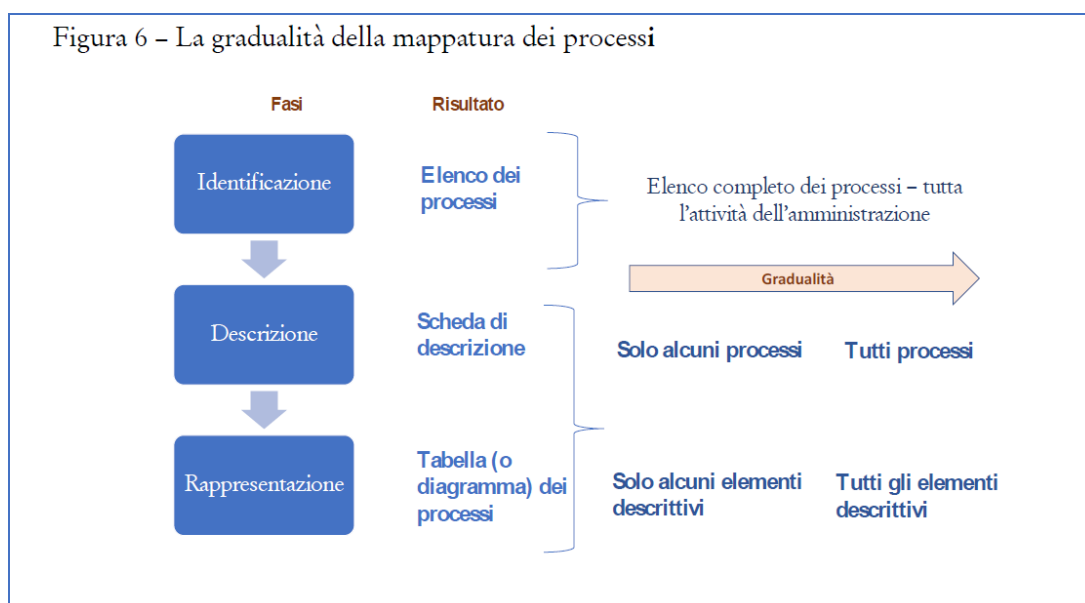 Figura 6 – La gradualità della mappatura dei processi
Fasi
Risultato
Identificazione
Elenco dei
processi
Elenco completo dei processi – tutta
l'attività dell'amministrazione
Gradualità
Descrizione
Scheda di
descrizione
Solo alcuni processi
Tutti processi
Rappresentazione
Tabella (o
diagramma) dei
processi
Solo alcuni elementi
descrittivi
Tutti gli elementi
descrittivi